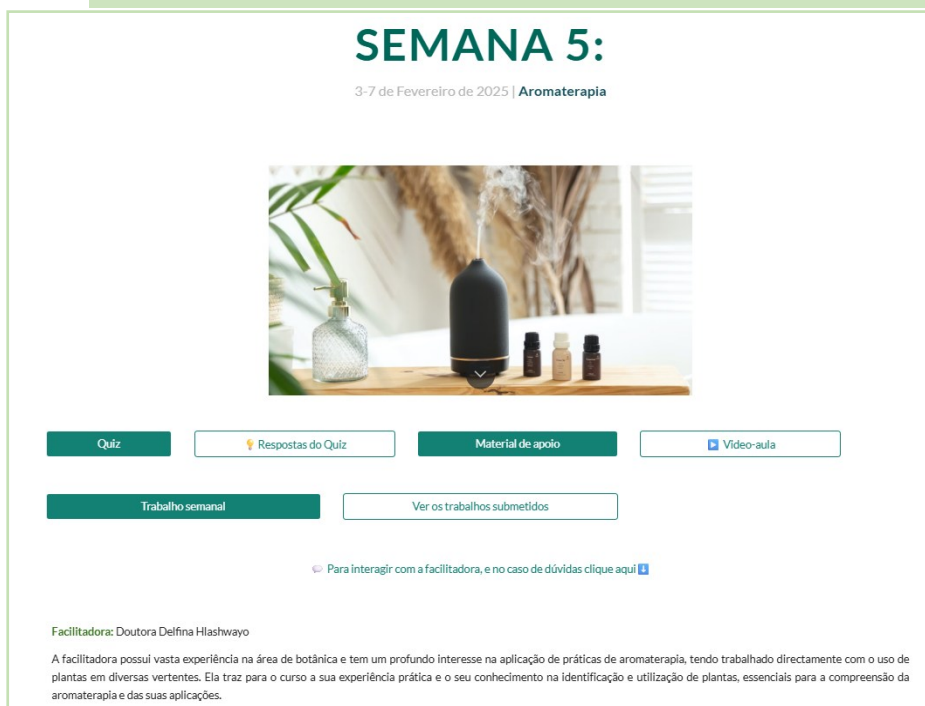 SEMANA 5:
3-7 de Fevereiro de 2025 | Aromaterapia
Quiz
Respostas do Quiz
Material de apoio
Video-aula
Trabalho semanal
Ver os trabalhos submetidos
Para interagir com a facilitadora, e no caso de dúvidas clique aqui
Facilitadora: Doutora Delfina Hlashwayo
A facilitadora possui vasta experiência na área de botânica e tem um profundo interesse na aplicação de práticas de aromaterapia, tendo trabalhado directamente com o uso de
plantas em diversas vertentes. Ela traz para o curso a sua experiência prática e o seu conhecimento na identificação e utilização de plantas, essenciais para a compreensão da
aromaterapia e das suas aplicações.